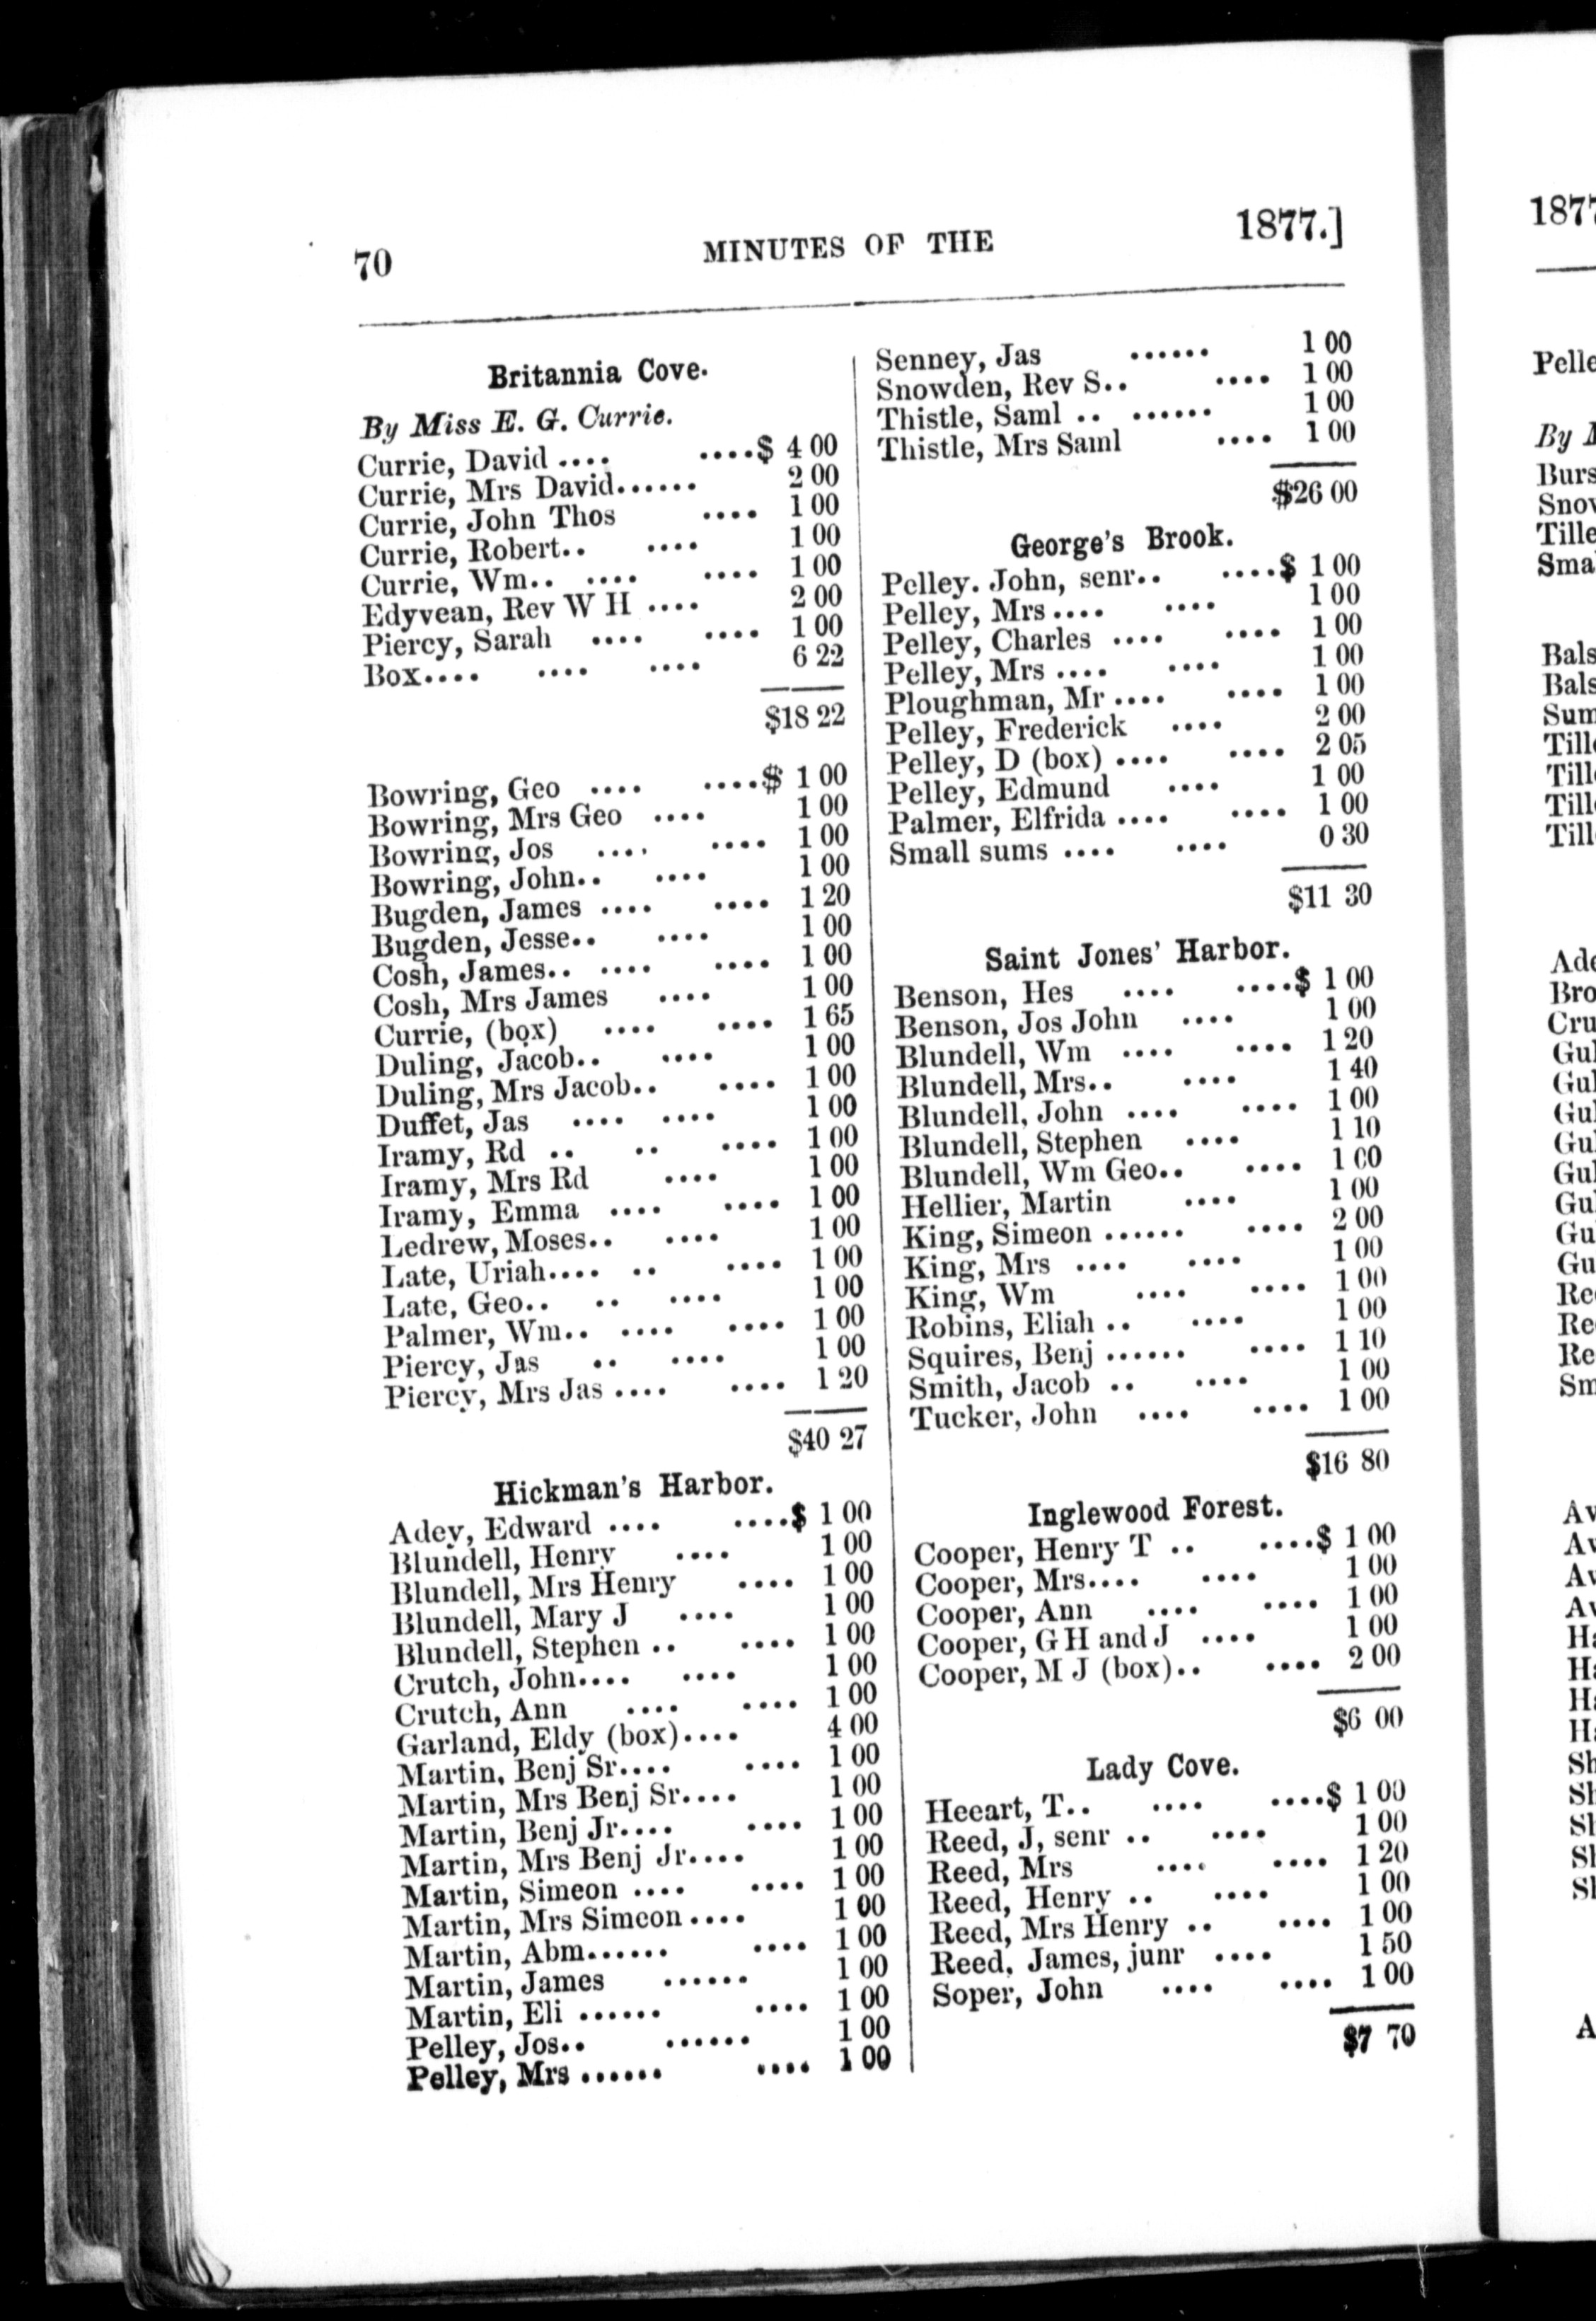 70 MINUTES OF THE 1877.]
Britannia Cove.
By Miss E. G. Currie.
Currie, David .... ....$ 4 00
Currie, Mrs David...... 2 00
Currie, John Thos .... 1 00
Currie, Robert.. .... 1 00
Currie, Wm.. .... .... 1 00
Edyvean, Rev W H .... 2 00
Piercy, Sarah .... .... 1 00
Box.... .... .... 6 22
$18 22
Bowring, Geo .... ....$ 1 00
Bowring, Mrs Geo .... 1 00
Bowring, Jos .... .... 1 00
Bowring, John.. .... 1 00
Bugden, James .... .... 1 20
Bugden, Jesse.. .... 1 00
Cosh, James.. .... .... 1 00
Cosh, Mrs James .... 1 00
Currie, (box) .... .... 1 65
Duling, Jacob.. .... 1 00
Duling, Mrs Jacob.. .... 1 00
Duffet, Jas .... .... 1 00
Iramy, Rd .. .. .... 1 00
Iramy, Mrs Rd .... 1 00
Iramy, Emma .... .... 1 00
Ledrew, Moses.. .... 1 00
Late, Uriah.... .. .... 1 00
Late, Geo.. .. .... 1 00
Palmer, Wm.. .... .... 1 00
Piercy, Jas .. .... 1 00
Piercy, Mrs Jas .... .... 1 20
$40 27
Hickman's Harbor.
Adey, Edward .... ....$ 1 00
Blundell, Henry .... 1 00
Blundell, Mrs Henry .... 1 00
Blundell, Mary J .... 1 00
Blundell, Stephen .. .... 1 00
Crutch, John.... .... 1 00
Crutch, Ann .... .... 1 00
Garland, Eldy (box).... 4 00
Martin, Benj Sr.... .... 1 00
Martin, Mrs Benj Sr.... 1 00
Martin, Benj Jr.... .... 1 00
Martin, Mrs Benj Jr.... 1 00
Martin, Simeon .... .... 1 00
Martin, Mrs Simeon .... 1 00
Martin, Abm...... .... 1 00
Martin, James ...... 1 00
Martin, Eli ...... .... 1 00
Pelley, Jos.. ...... 1 00
Pelley, Mrs ...... .... 1 00
Senney, Jas ...... 1 00
Snowden, Rev S.. .... 1 00
Thistle, Saml .. ...... 1 00
Thistle, Mrs Saml .... 1 00
$26 00
George's Brook.
Pelley. John, senr.. ....$ 1 00
Pelley, Mrs .... .... 1 00
Pelley, Charles .... .... 1 00
Pelley, Mrs .... .... 1 00
Ploughman, Mr .... .... 1 00
Pelley, Frederick .... 2 00
Pelley, D (box) .... .... 2 05
Pelley, Edmund .... 1 00
Palmer, Elfrida .... .... 1 00
Small sums .... .... 0 30
$11 30
Saint Jones' Harbor.
Benson, Hes .... ....$ 1 00
Benson, Jos John .... 1 00
Blundell, Wm .... .... 1 20
Blundell, Mrs.. .... 1 40
Blundell, John .... .... 1 00
Blundell, Stephen .... 1 10
Blundell, Wm Geo.. .... 1 00
Hellier, Martin .... 1 00
King, Simeon ...... .... 2 00
King, Mrs .... .... 1 00
King, Wm .... .... 1 00
Robins, Eliah .. .... 1 00
Squires, Benj ...... .... 1 10
Smith, Jacob .. .... 1 00
Tucker, John .... .... 1 00
$16 80
Inglewood Forest.
Cooper, Henry T .. ....$ 1 00
Cooper, Mrs.... .... 1 00
Cooper, Ann .... .... 1 00
Cooper, G H and J .... 1 00
Cooper, M J (box).. .... 2 00
$6 00
Lady Cove.
Heeart, T.. .... ....$ 1 00
Reed, J, senr .. .... 1 00
Reed, Mrs .... .... 1 20
Reed, Henry .. .... 1 00
Reed, Mrs Henry .. .... 1 00
Reed, James, junr .... 1 50
Soper, John .... .... 1 00
$7 70
By